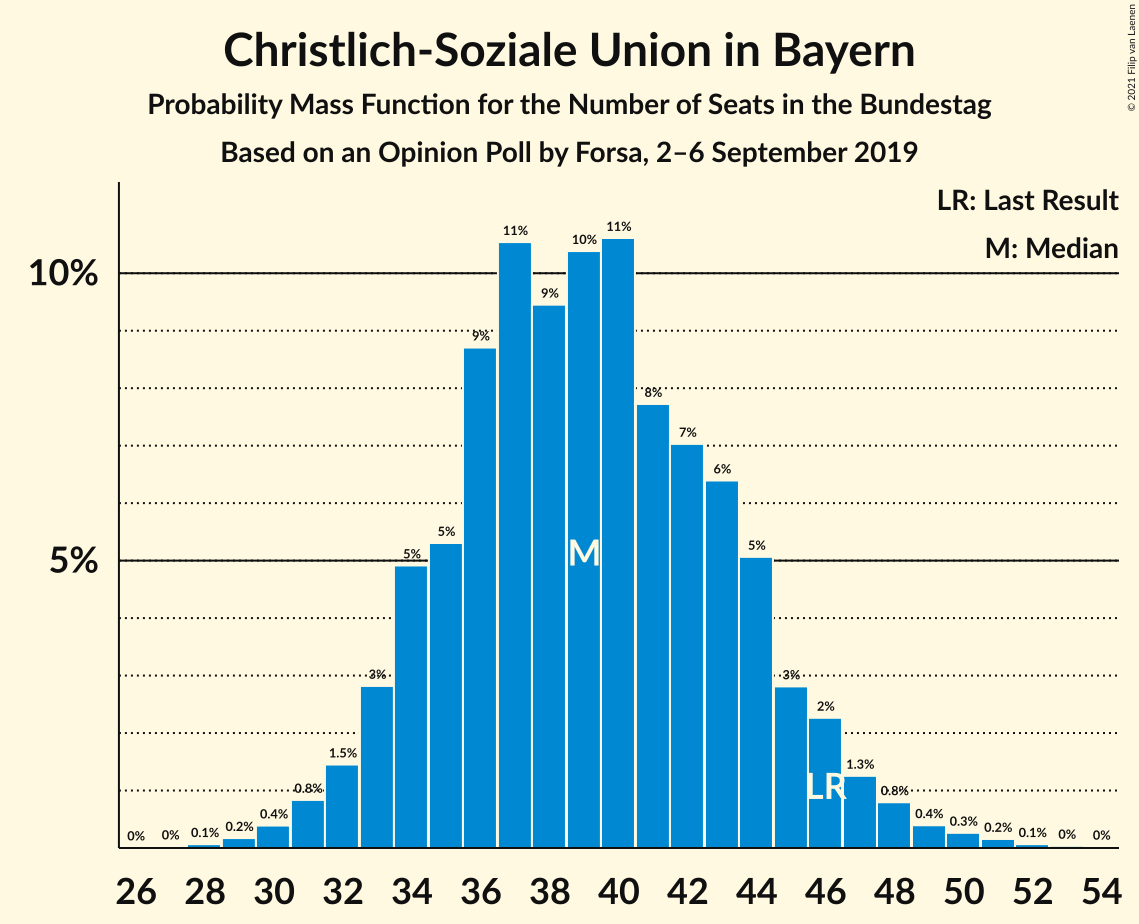 Christlich-Soziale Union in Bayern
Probability Mass Function for the Number of Seats in the Bundestag
Based on an Opinion Poll by Forsa, 2–6 September 2019
© 2021 Filip van Laenen
LR: Last Result
M: Median
10%
5%
0% 0% 0.1% 0.2% 0.4% 0.8% 1.5% 3% 5% 5% 9% 11% 9% 10% 11% 8% 7% 6% 5% 3% 2% 1.3% 0.8% 0.4% 0.3% 0.2% 0.1% 0% 0%
M
LR
26 28 30 32 34 36 38 40 42 44 46 48 50 52 54